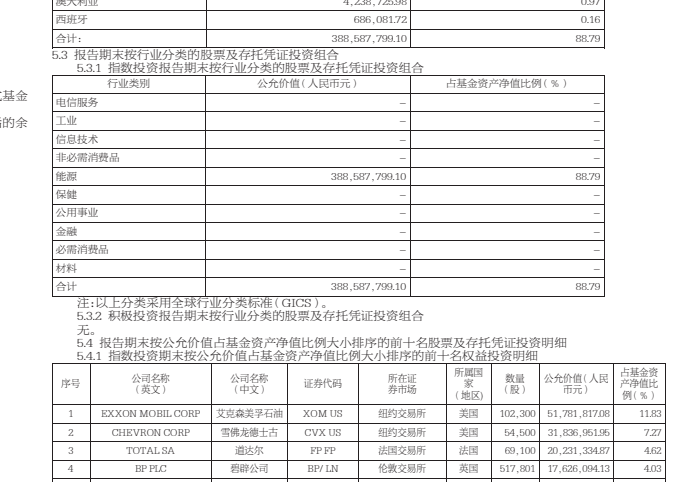 澳大利亚 4,238,725.98 0.97
西班牙 686,081.72 0.16
合计: 388,587,799.10 88.79
5.3 报告期末按行业分类的股票及存托凭证投资组合
5.3.1 指数投资报告期末按行业分类的股票及存托凭证投资组合
行业类别 公允价值(人民币元) 占基金资产净值比例(%)
基金
电信服务 – –
工业 – –
的余
信息技术 – –
非必需消费品 – –
能源 388,587,799.10 88.79
保健 – –
公用事业 – –
金融 – –
必需消费品 – –
材料 – –
合计 388,587,799.10 88.79
注:以上分类采用全球行业分类标准(GICS)。
5.3.2 积极投资报告期末按行业分类的股票及存托凭证投资组合
无。
5.4 报告期末按公允价值占基金资产净值比例大小排序的前十名股票及存托凭证投资明细
5.4.1 指数投资期末按公允价值占基金资产净值比例大小排序的前十名权益投资明细
序号 公司名称(英文) 公司名称(中文) 证券代码 所在证券市场 所属国家(地区) 数量(股) 公允价值(人民币元) 占基金资产净值比例(%)
1 EXXON MOBIL CORP 艾克森美孚石油 XOM US 纽约交易所 美国 102,300 51,781,817.08 11.83
2 CHEVRON CORP 雪佛龙德士古 CVX US 纽约交易所 美国 54,500 31,836,951.95 7.27
3 TOTAL SA 道达尔 FP FP 法国交易所 法国 69,100 20,231,334.87 4.62
4 BP PLC 碧辟公司 BP/ LN 伦敦交易所 英国 517,801 17,626,094.13 4.03